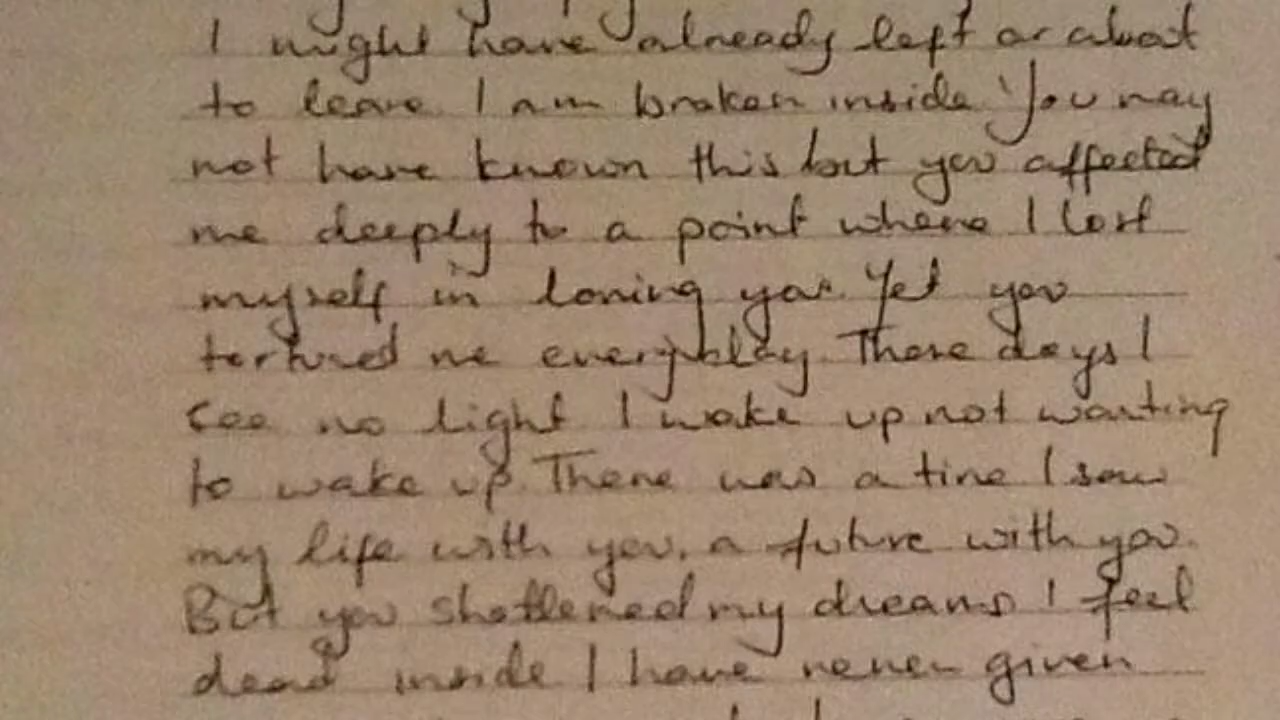 I might have already left or about
to leave. I am broken inside. You may
not have known this but you affected
me deeply to a point where I lost
myself in loving you. Yet you
tortured me everyday. These days I
see no light I wake up not wanting
to wake up. There was a time I saw
my life with you, a future with you.
But you shattered my dreams. I feel
dead inside. I have never given